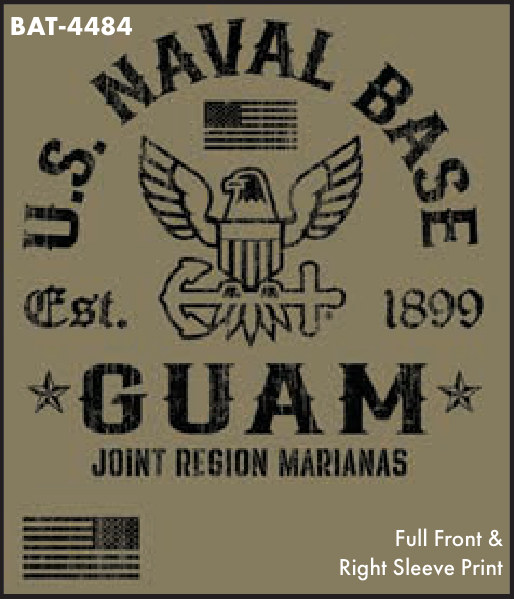 BAT-4484
U.S. NAVAL BASE
Est. 1899
GUAM
JOINT REGION MARIANAS
Full Front &
Right Sleeve Print